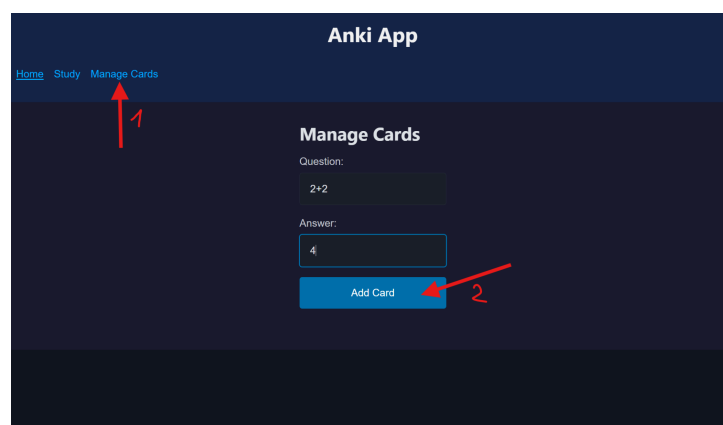 Anki App
Home Study Manage Cards
1
Manage Cards
Question:
2+2
Answer:
4
Add Card
2